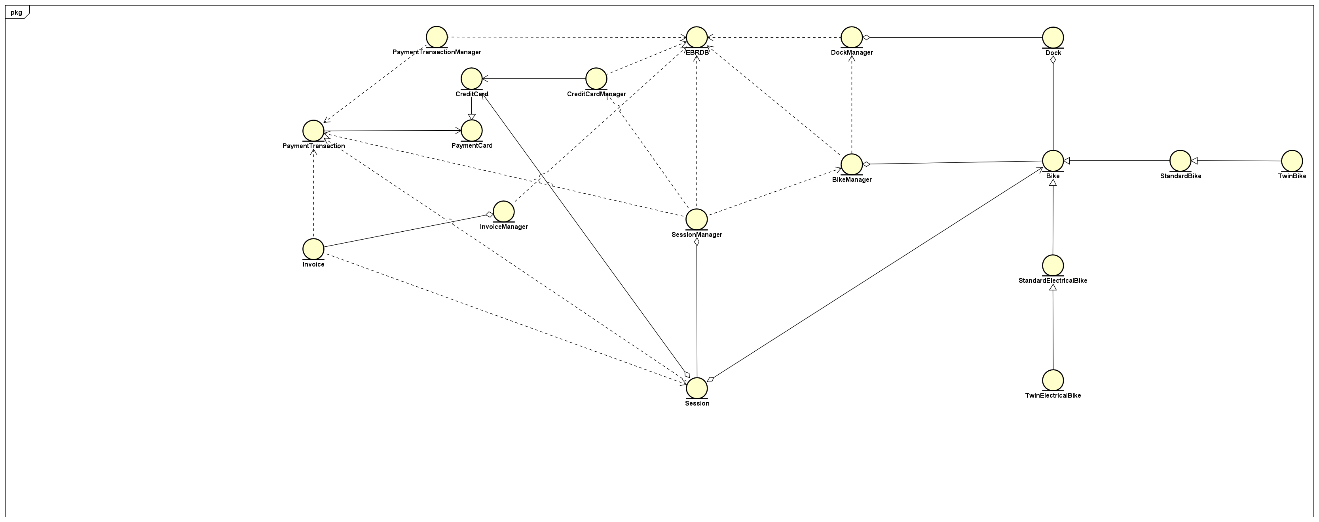 pkg
PaymentTransactionManager
EBRDB
DockManager
Dock
CreditCard
CreditCardManager
PaymentTransaction
PaymentCard
BikeManager
Bike
StandardBike
TwinBike
InvoiceManager
SessionManager
Invoice
StandardElectricalBike
TwinElectricalBike
Session